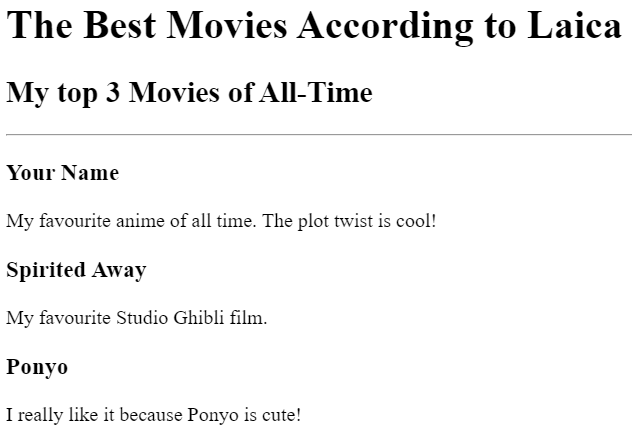 The Best Movies According to Laica
My top 3 Movies of All-Time
Your Name
My favourite anime of all time. The plot twist is cool!
Spirited Away
My favourite Studio Ghibli film.
Ponyo
I really like it because Ponyo is cute!